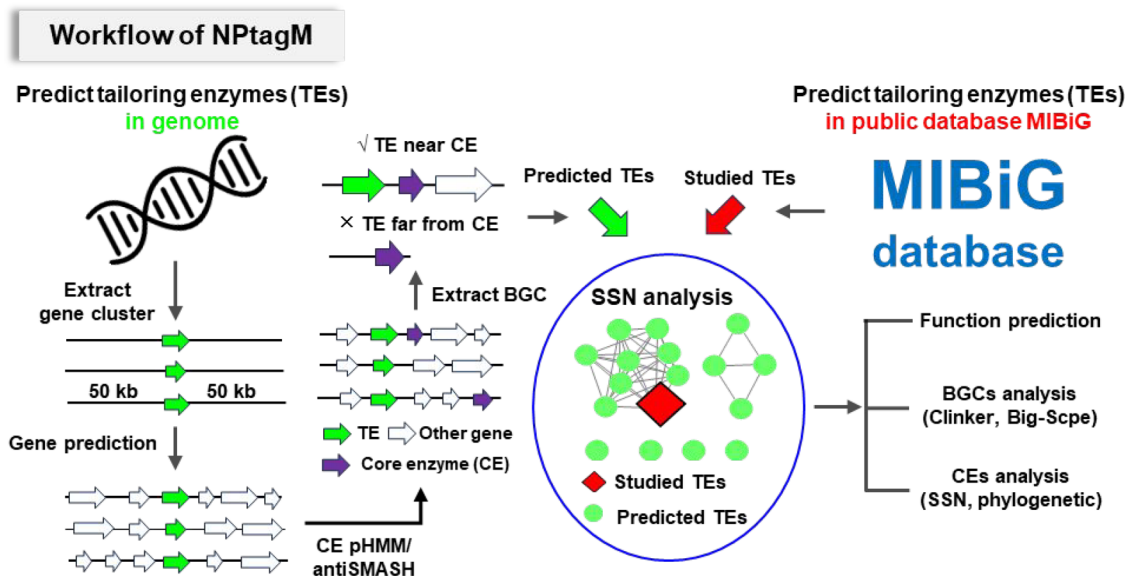 Workflow of NPtagM
Predict tailoring enzymes (TEs)
in genome
Extract
gene cluster
50 kb
50 kb
Gene prediction
CE pHMM/
antiSMASH
√ TE near CE
× TE far from CE
Extract BGC
TE
Other gene
Core enzyme (CE)
Predicted TEs
Studied TEs
SSN analysis
Studied TEs
Predicted TEs
Predict tailoring enzymes (TEs)
in public database MIBiG
MIBiG
database
Function prediction
BGCs analysis
(Clinker, Big-Scpe)
CEs analysis
(SSN, phylogenetic)